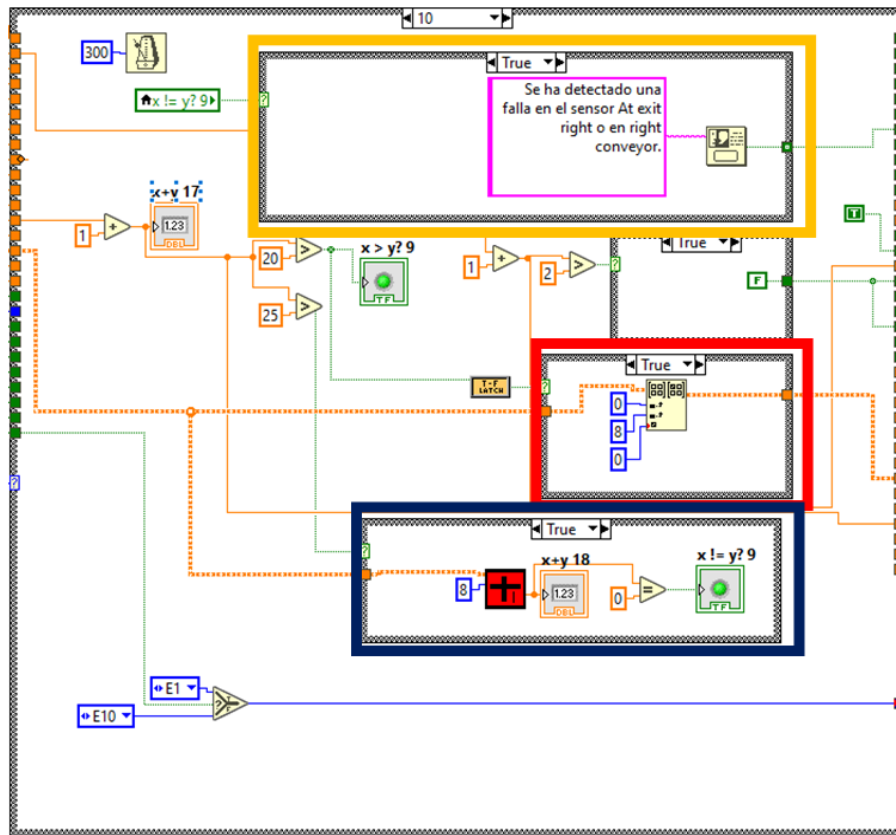 10
300
True
x != y? 9
?
Se ha detectado una
falla en el sensor At exit
right o en right
conveyor.
x+y 17
1
+
1.23
DBL
T
20
>
x > y? 9
TF
1
+
2
>
?
True
25
>
F
True
T-F
LATCH
?
0
8
0
?
True
?
x+y 18
x != y? 9
8
1.23
DBL
0
=
TF
E1
?
T
F
E10